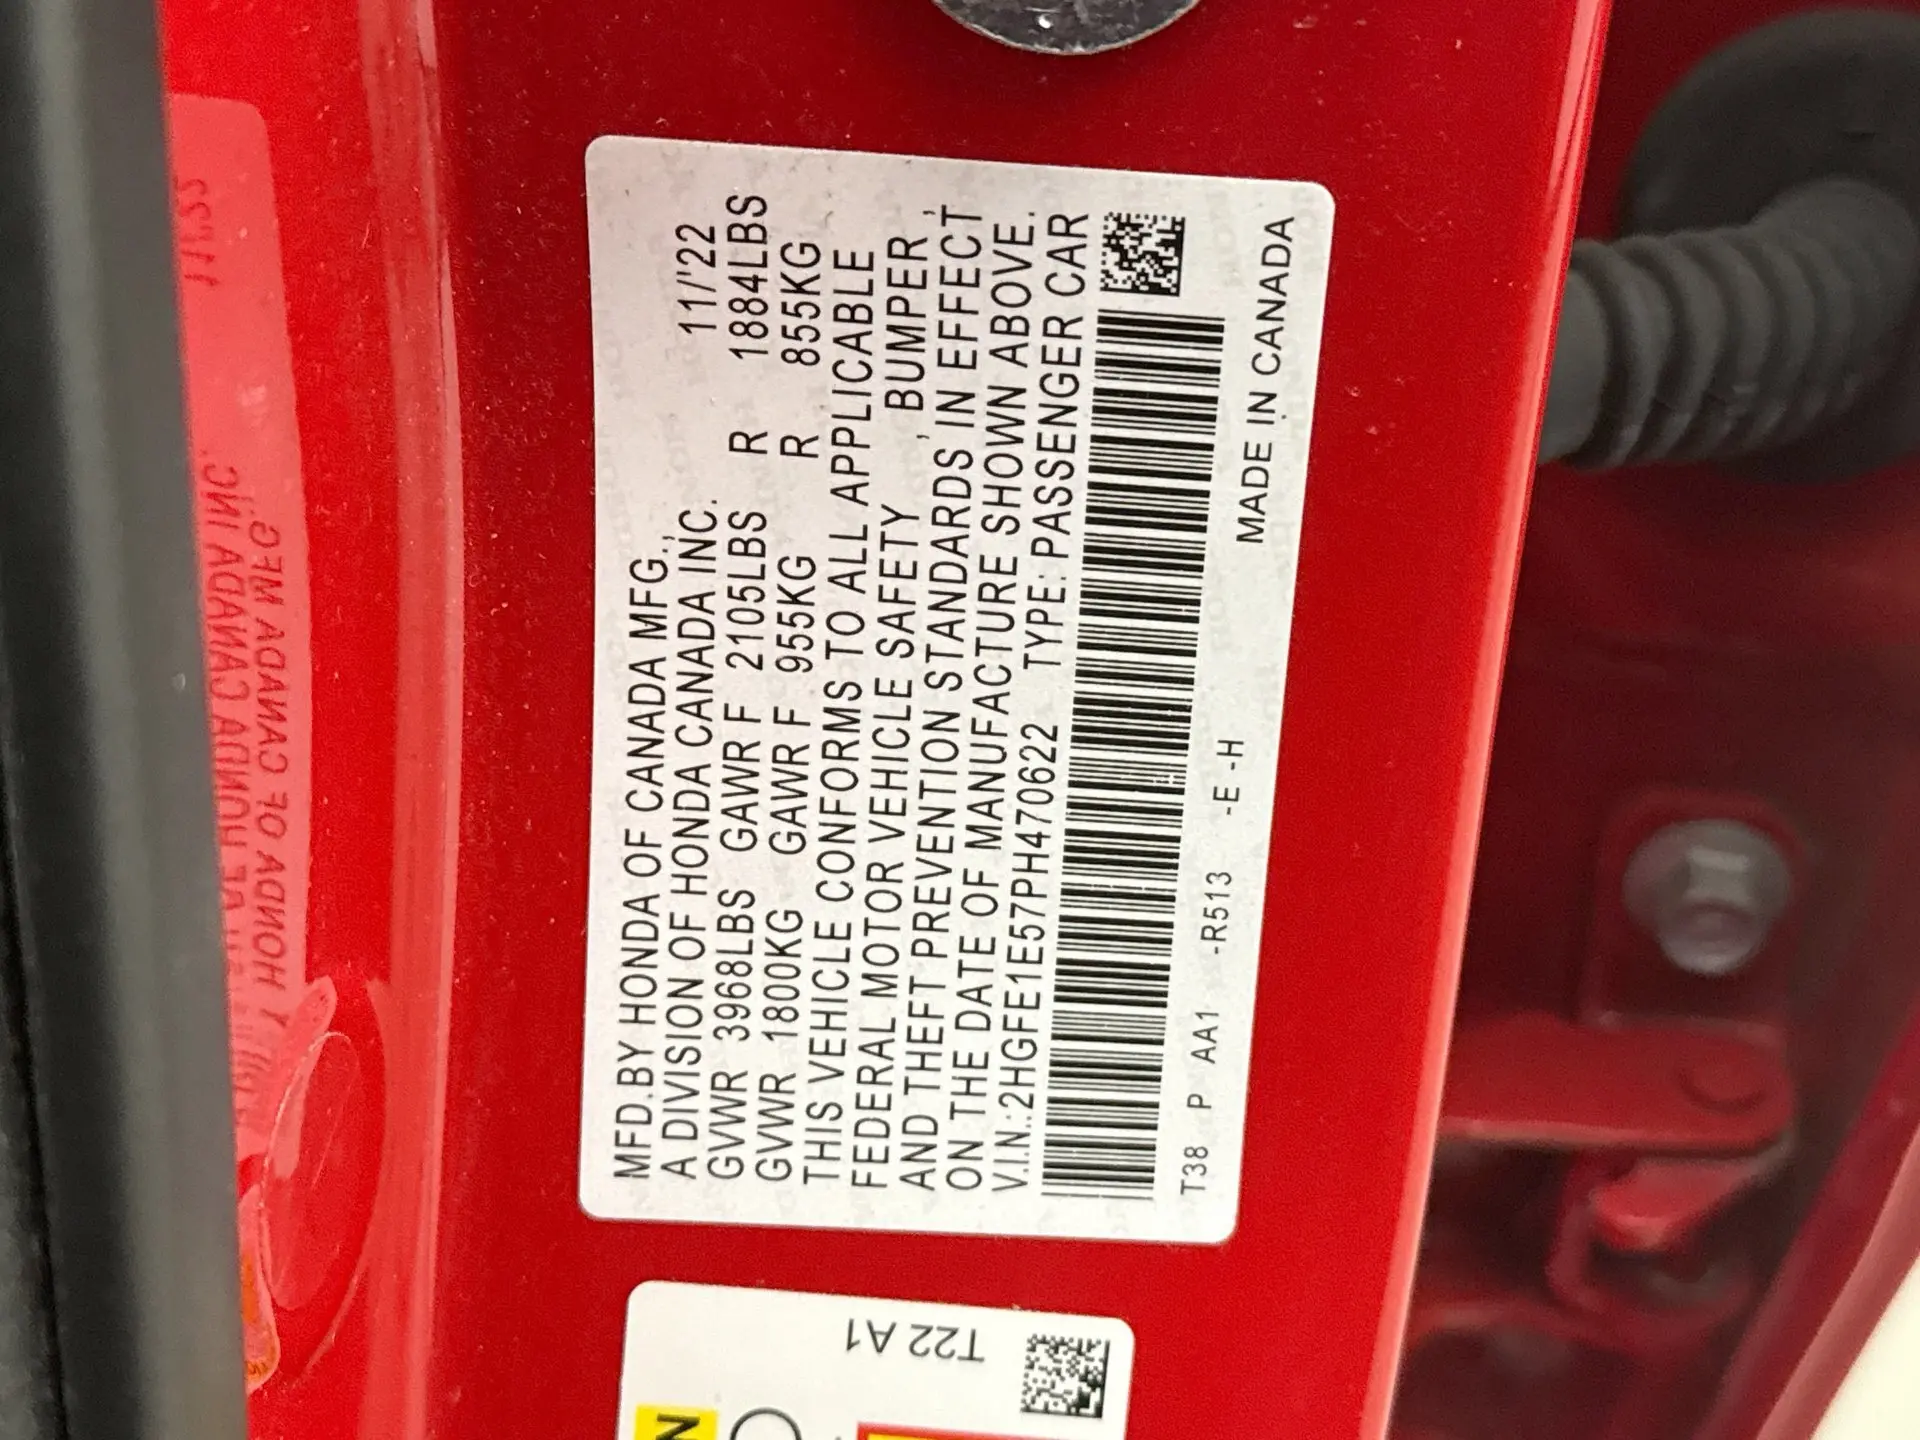 MFD.BY HONDA OF CANADA MFG.,
A DIVISION OF HONDA CANADA INC. 11/'22
GVWR 3968LBS GAWR F 2105LBS R 1884LBS
GVWR 1800KG GAWR F 955KG R 855KG
THIS VEHICLE CONFORMS TO ALL APPLICABLE
FEDERAL MOTOR VEHICLE SAFETY , BUMPER ,
AND THEFT PREVENTION STANDARDS IN EFFECT
ON THE DATE OF MANUFACTURE SHOWN ABOVE.
V.I.N.:2HGFE1E57PH470622 TYPE: PASSENGER CAR
T38 P AA1 -R513 -E -H MADE IN CANADA
T22 A1